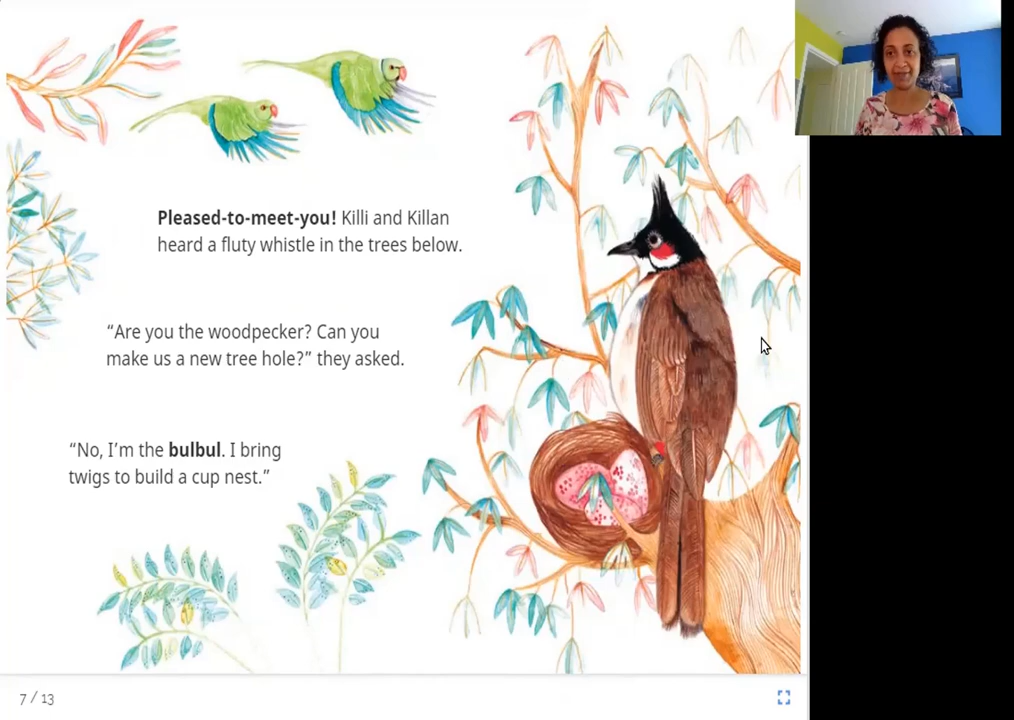 Pleased-to-meet-you! Killi and Killan
heard a fluty whistle in the trees below.
“Are you the woodpecker? Can you
make us a new tree hole?” they asked.
“No, I’m the bulbul. I bring
twigs to build a cup nest.”
7 / 13